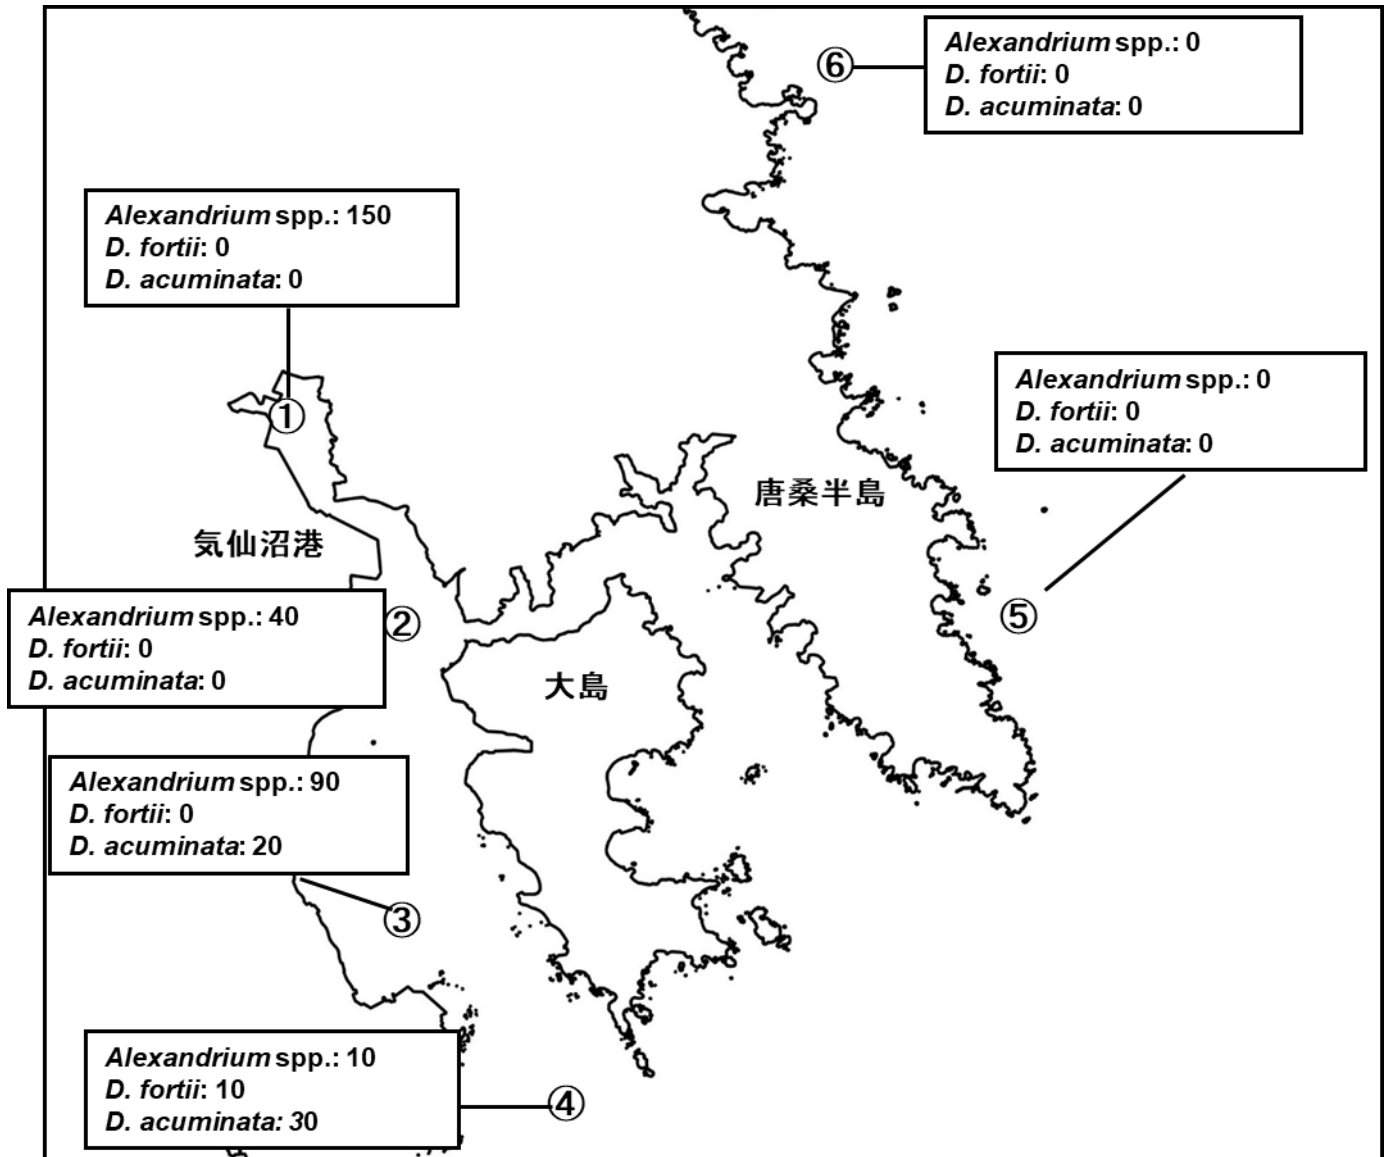 Alexandrium spp.: 0
D. fortii: 0
D. acuminata: 0
⑥
Alexandrium spp.: 150
D. fortii: 0
D. acuminata: 0
①
Alexandrium spp.: 0
D. fortii: 0
D. acuminata: 0
⑤
唐桑半島
気仙沼港
Alexandrium spp.: 40
D. fortii: 0
D. acuminata: 0
②
大島
Alexandrium spp.: 90
D. fortii: 0
D. acuminata: 20
③
Alexandrium spp.: 10
D. fortii: 10
D. acuminata: 30
④